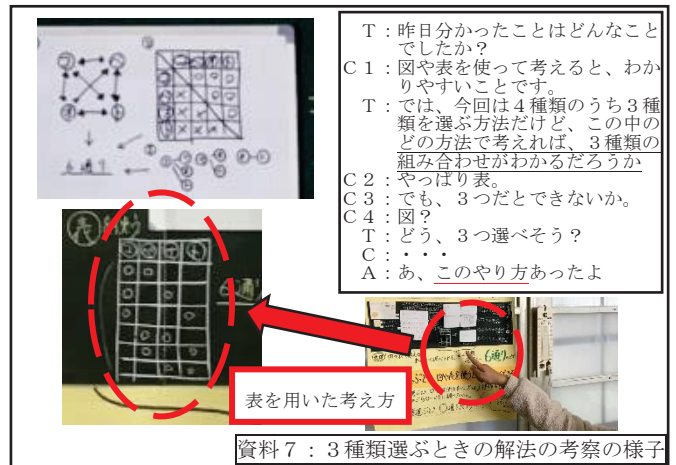 T：昨日分かったことはどんなこと
でしたか？
C１：図や表を使って考えると、わか
りやすいことです。
T：では、今回は４種類のうち３種
類を選ぶ方法だけど、この中の
どの方法で考えれば、３種類の
組み合わせがわかるだろうか
C２：やっぱり表。
C３：でも、３つだとできないか。
C４：図？
T：どう、３つ選べそう？
C：・・・
A：あ、このやり方あったよ
６通り
表
6通り
表を用いた考え方
資料７：３種類選ぶときの解法の考察の様子